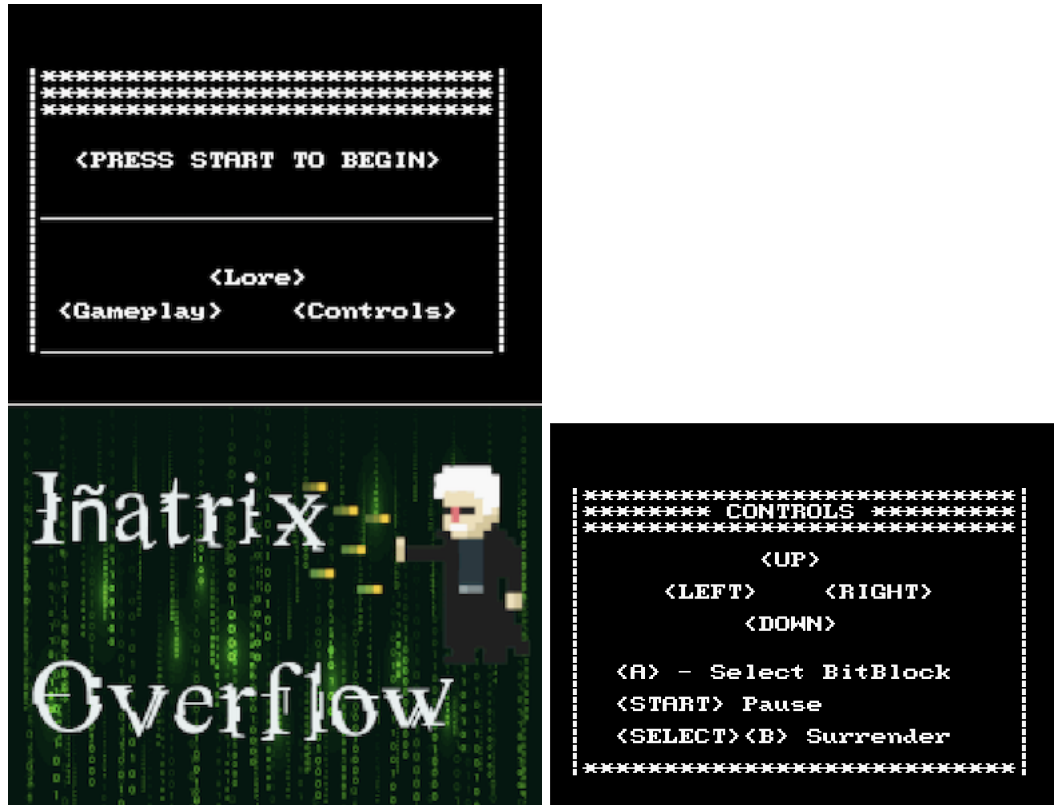 ****************************
****************************
****************************
<PRESS START TO BEGIN>
<Lore>
<Gameplay> <Controls>
Iñatrix
Overflow
***************************
******** CONTROLS *********
***************************
<UP>
<LEFT> <RIGHT>
<DOWN>
<A> - Select BitBlock
<START> Pause
<SELECT><B> Surrender
***************************